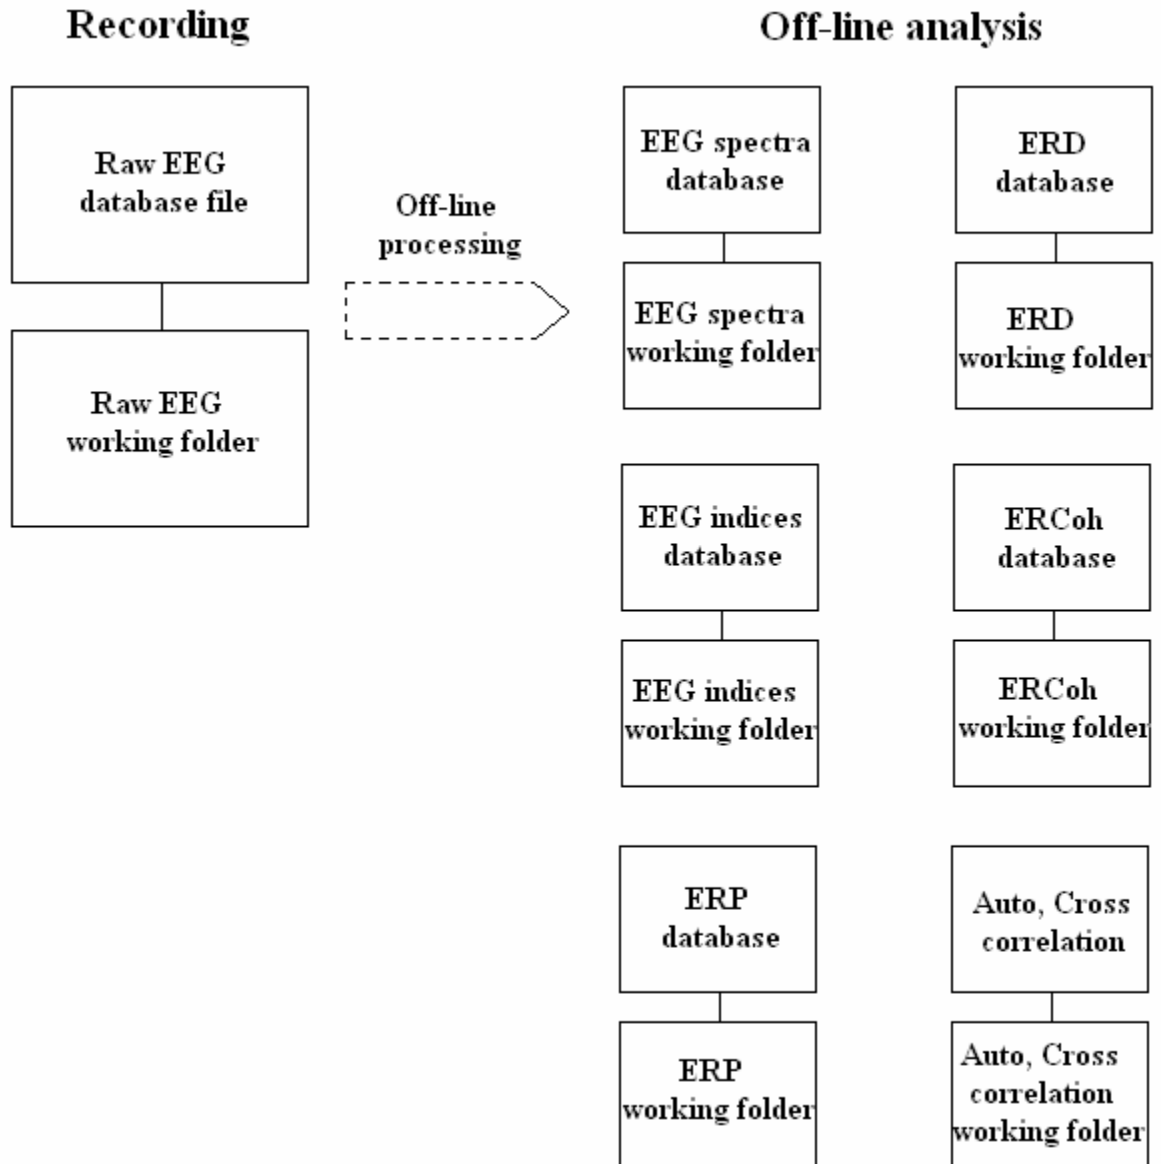 Recording
Off-line analysis
Raw EEG
database file
Raw EEG
working folder
Off-line
processing
EEG spectra
database
EEG spectra
working folder
ERD
database
ERD
working folder
EEG indices
database
EEG indices
working folder
ERCoh
database
ERCoh
working folder
ERP
database
ERP
working folder
Auto, Cross
correlation
Auto, Cross
correlation
working folder